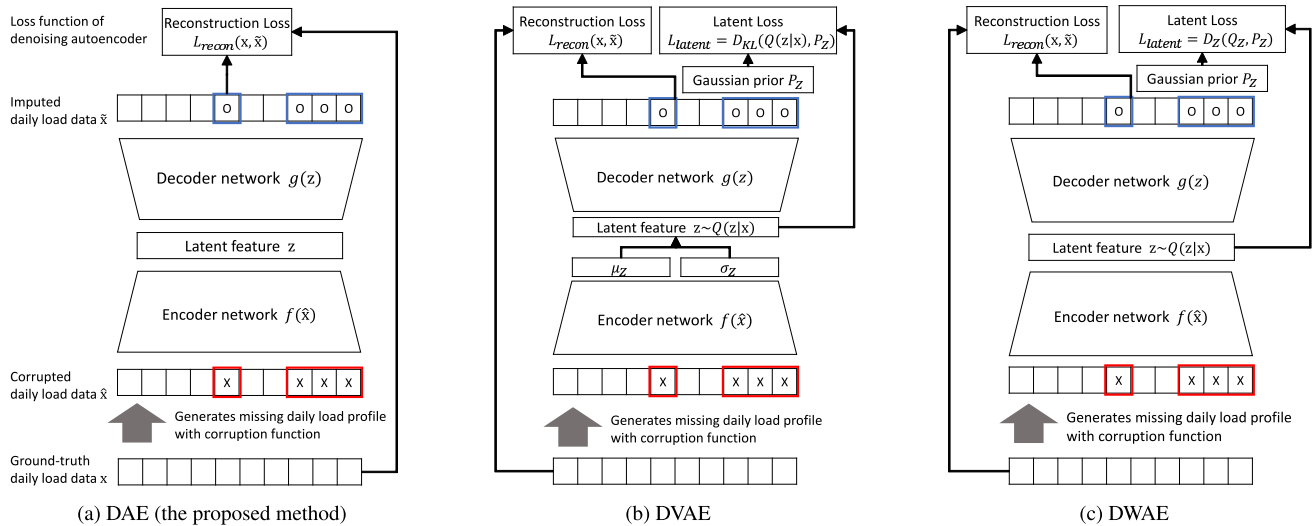 Loss function of
denoising autoencoder
Reconstruction Loss
L_recon(x, x̃)
Imputed
daily load data x̃
O O O O
Decoder network g(z)
Latent feature z
Encoder network f(x̂)
Corrupted
daily load data x̂
X X X X
Generates missing daily load profile
with corruption function
Ground-truth
daily load data x
(a) DAE (the proposed method)
Reconstruction Loss
L_recon(x, x̃)
Latent Loss
L_latent = D_KL(Q(z|x), P_Z)
Gaussian prior P_Z
O O O O
Decoder network g(z)
Latent feature z~Q(z|x)
μ_Z σ_Z
Encoder network f(x̂)
X X X X
Generates missing daily load profile
with corruption function
(b) DVAE
Reconstruction Loss
L_recon(x, x̃)
Latent Loss
L_latent = D_Z(Q_Z, P_Z)
Gaussian prior P_Z
O O O O
Decoder network g(z)
Latent feature z~Q(z|x)
Encoder network f(x̂)
X X X X
Generates missing daily load profile
with corruption function
(c) DWAE